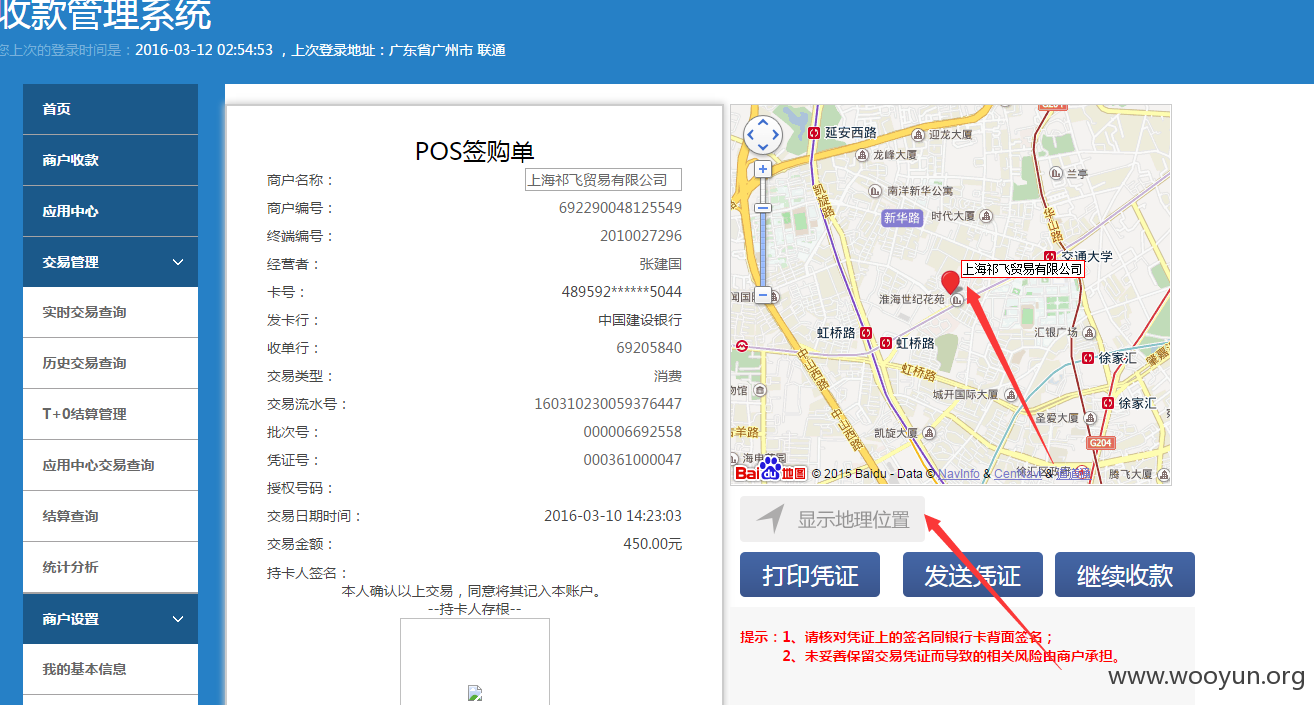 收款管理系统
您上次的登录时间是：2016-03-12 02:54:53 ，上次登录地址：广东省广州市 联通
首页
商户收款
应用中心
交易管理
实时交易查询
历史交易查询
T+0结算管理
应用中心交易查询
结算查询
统计分析
商户设置
我的基本信息
POS签购单
商户名称： 上海祁飞贸易有限公司
商户编号： 692290048125549
终端编号： 2010027296
经营者： 张建国
卡号： 489592******5044
发卡行： 中国建设银行
收单行： 69205840
交易类型： 消费
交易流水号： 160310230059376447
批次号： 000006692558
凭证号： 000361000047
授权号码：
交易日期时间： 2016-03-10 14:23:03
交易金额： 450.00元
持卡人签名：
本人确认以上交易，同意将其记入本账户。
--持卡人存根--
延安西路
迎龙大厦
龙峰大厦
兰亭
凯旋路
南洋新华公寓
新华路
时代大厦
华山路
交通大学
上海祁飞贸易有限公司
淮海世纪花苑
虹桥路
虹桥路
汇银广场
徐家汇
肇嘉
虹桥路
中山西路
城开国际大厦
徐家汇
圣爱大厦
中山西路
凯旋大厦
G204
徐汇区政府
腾飞大厦
Bai du 地图
© 2015 Baidu - Data © NavInfo & CenNavi & 道道通
显示地理位置
打印凭证
发送凭证
继续收款
提示：1、请核对凭证上的签名同银行卡背面签名；
2、未妥善保留交易凭证而导致的相关风险由商户承担。
www.wooyun.org